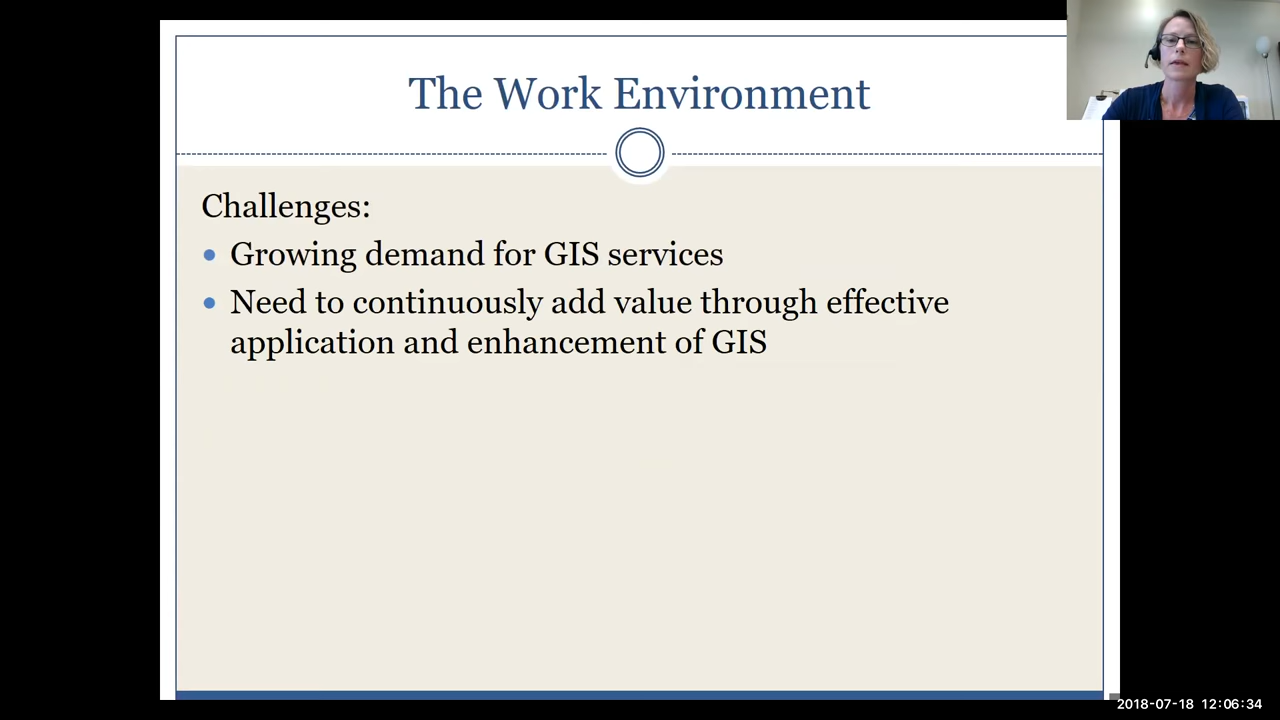 The Work Environment
Challenges:
Growing demand for GIS services
Need to continuously add value through effective
application and enhancement of GIS
2018-07-18 12:06:34